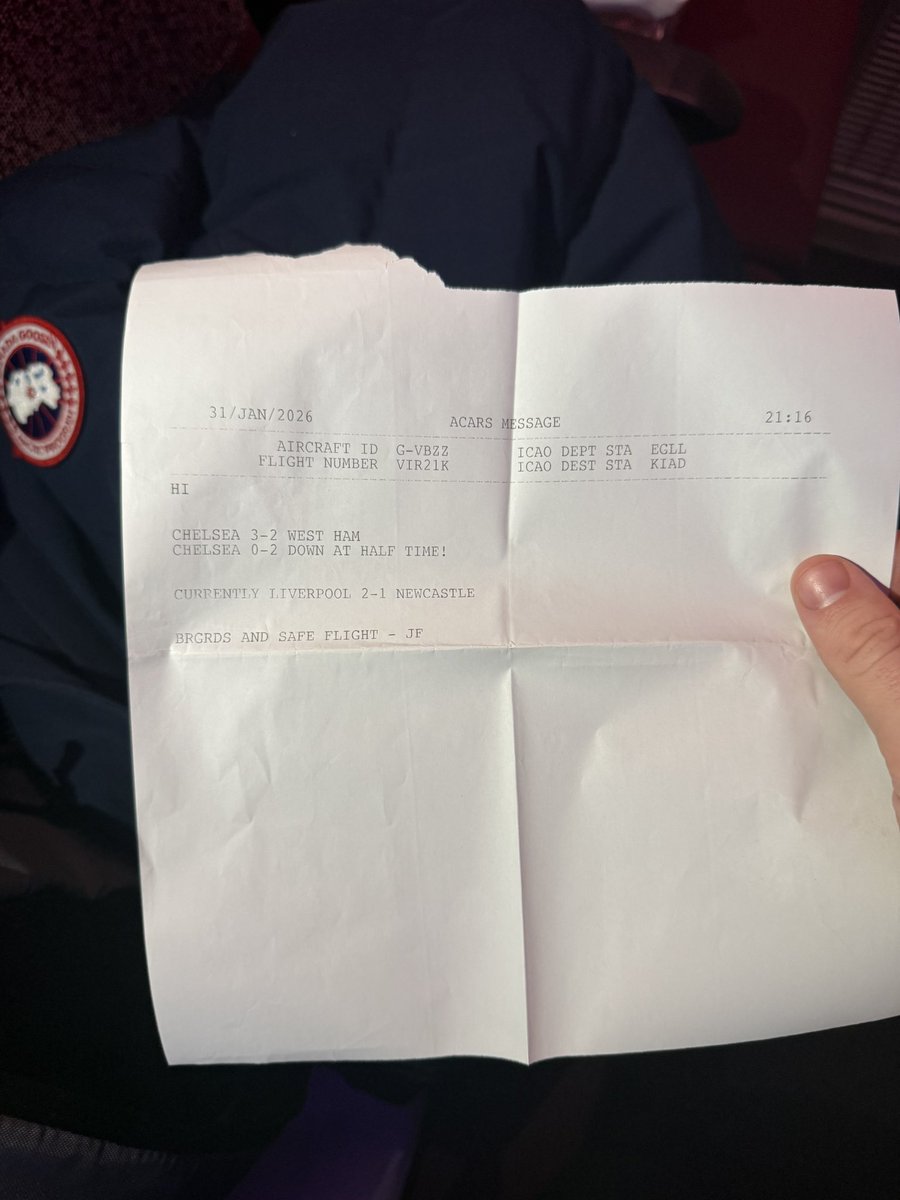 31/JAN/2026 ACARS MESSAGE 21:16
AIRCRAFT ID G-VBZZ ICAO DEPT STA EGLL
FLIGHT NUMBER VIR21K ICAO DEST STA KIAD
HI
CHELSEA 3-2 WEST HAM
CHELSEA 0-2 DOWN AT HALF TIME!
CURRENTLY LIVERPOOL 2-1 NEWCASTLE
BRGRDS AND SAFE FLIGHT - JF